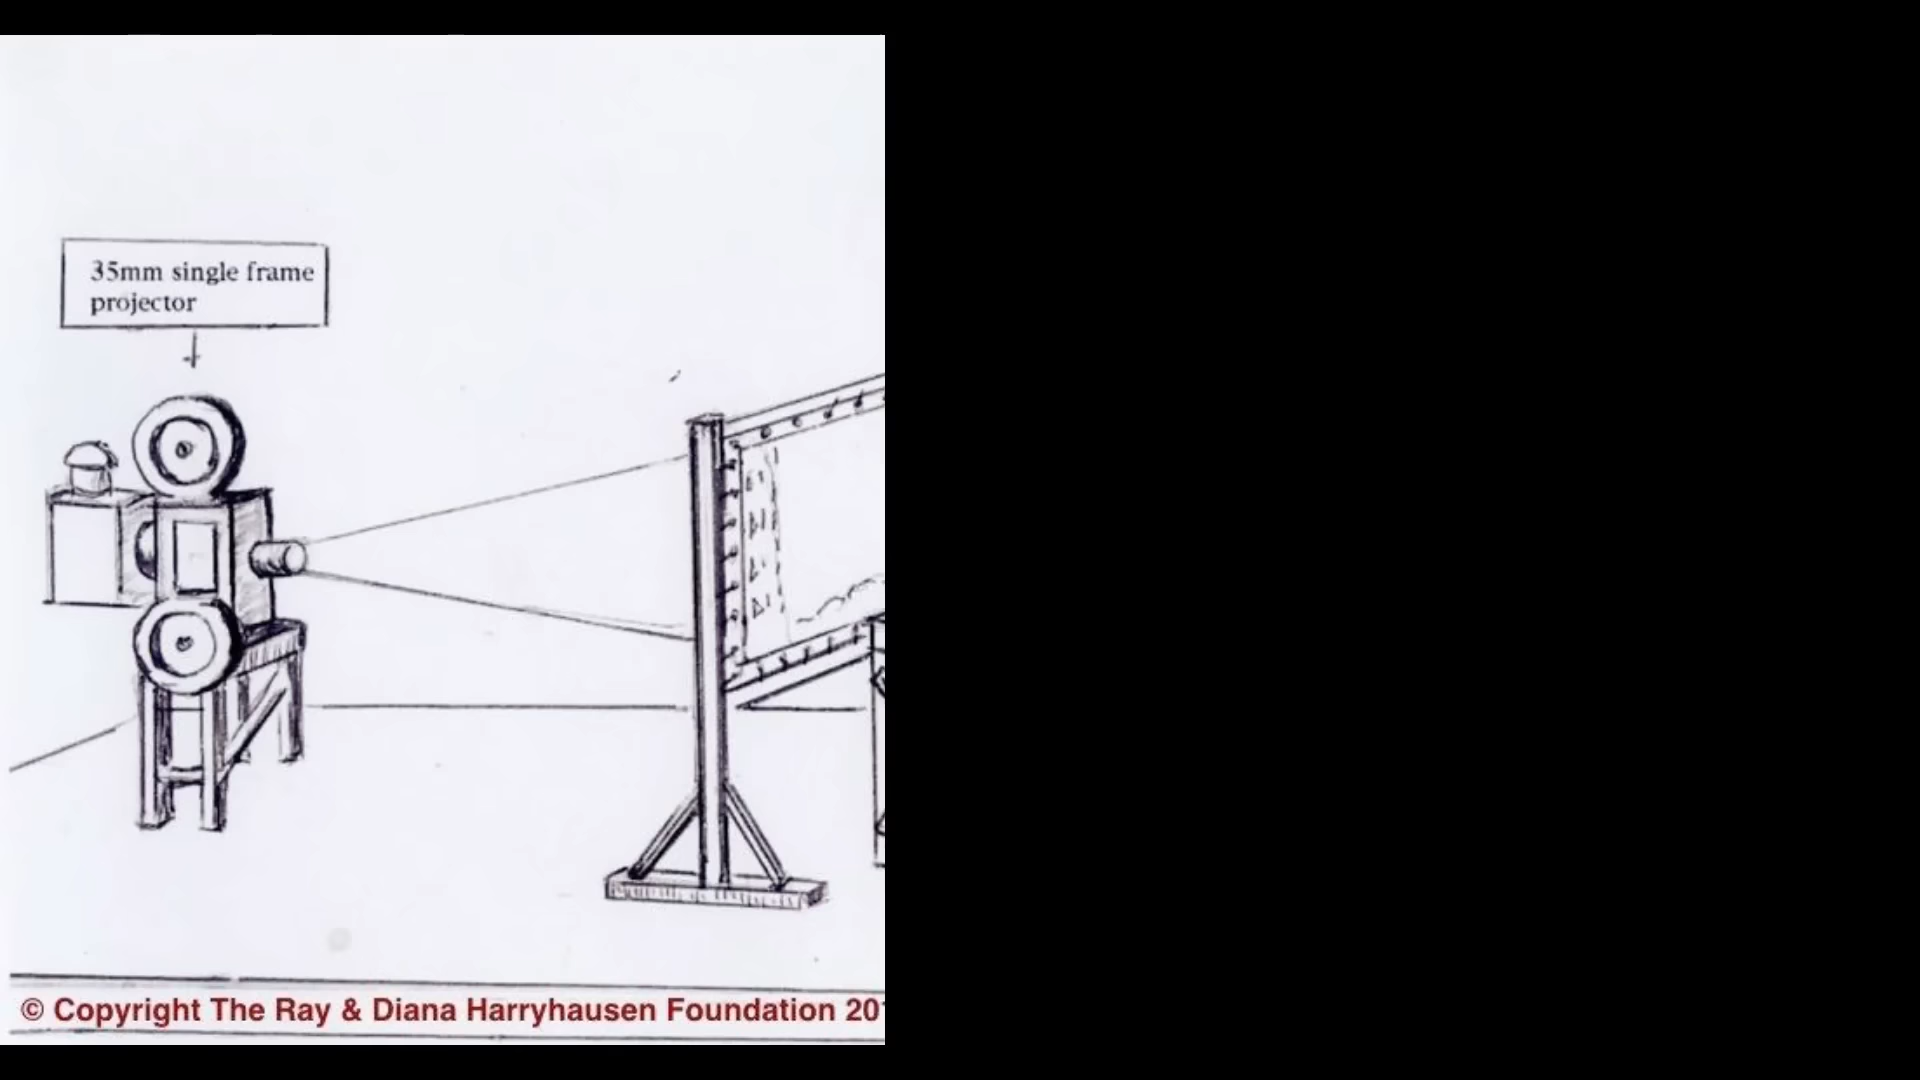 35mm single frame
projector
© Copyright The Ray & Diana Harryhausen Foundation 20